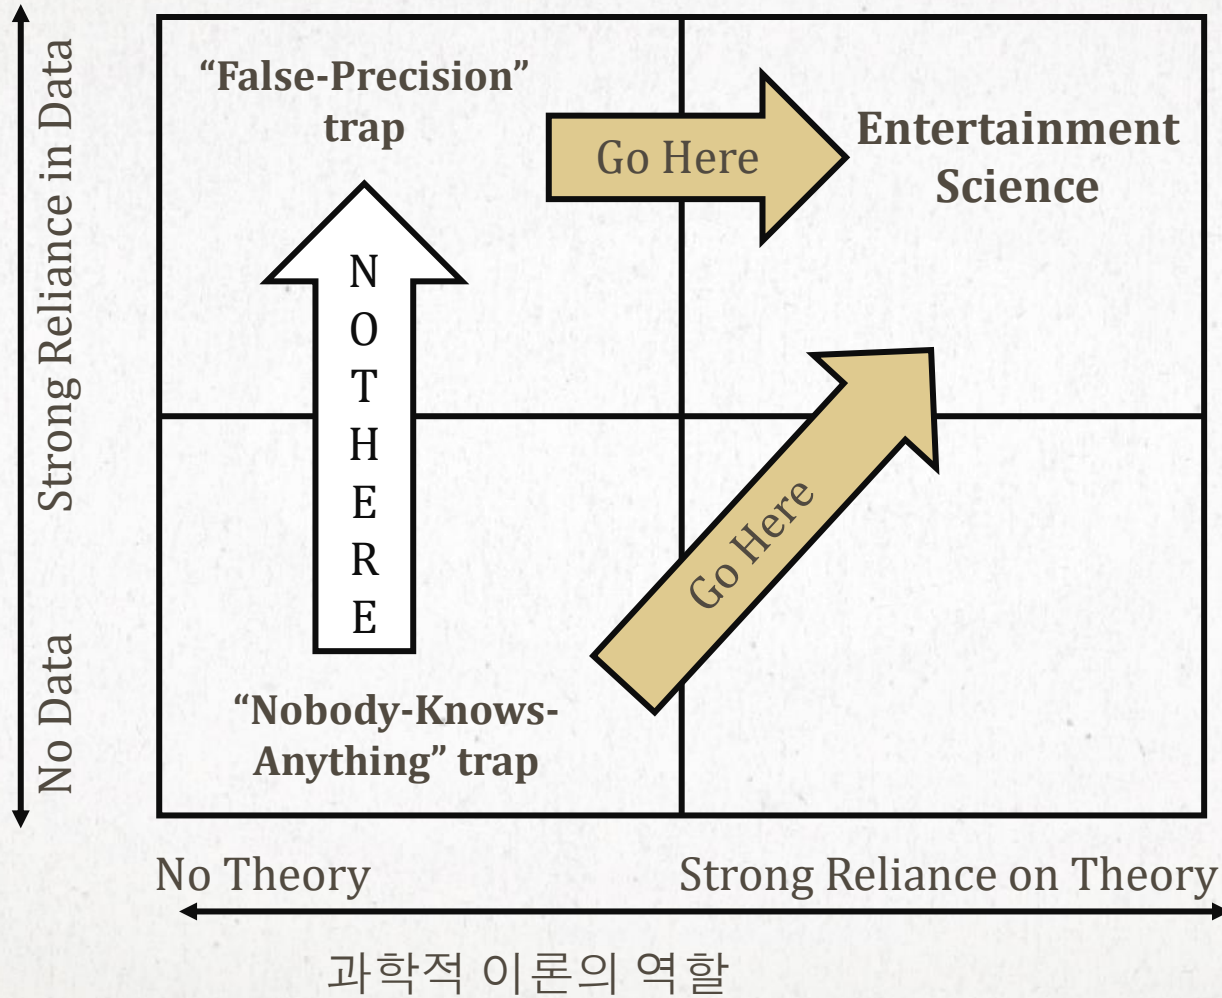 Strong Reliance in Data
No Data
“False-Precision”
trap
Go Here
Entertainment
Science
N
O
T
H
E
R
E
Go Here
“Nobody-Knows-
Anything” trap
No Theory
Strong Reliance on Theory
과학적 이론의 역할